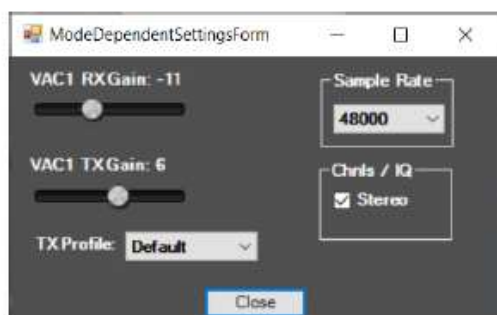 ModeDependentSettingsForm
VAC1 RX Gain: -11
Sample Rate
48000
VAC1 TX Gain: 6
Chnls / IQ
Stereo
TX Profile: Default
Close